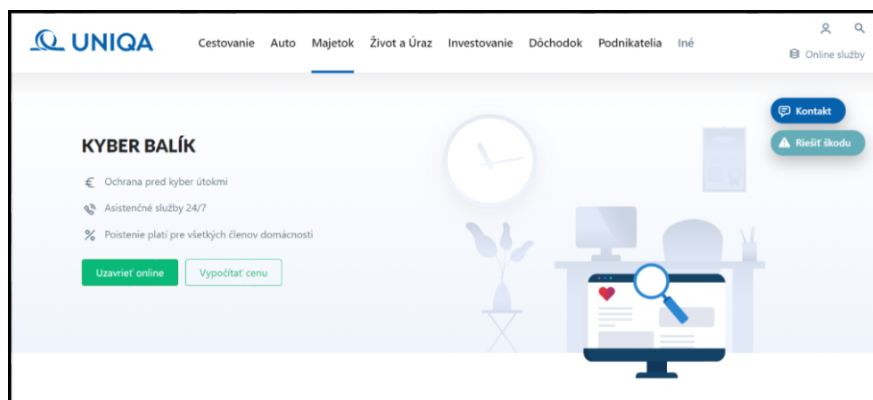 UNIQA
Cestovanie Auto Majetok Život a Úraz Investovanie Dôchodok Podnikatelia Iné
Online služby
Kontakt
Riešiť škodu
KYBER BALÍK
€ Ochrana pred kyber útokmi
Asistenčné služby 24/7
% Poistenie platí pre všetkých členov domácnosti
Uzavrieť online Vypočítať cenu